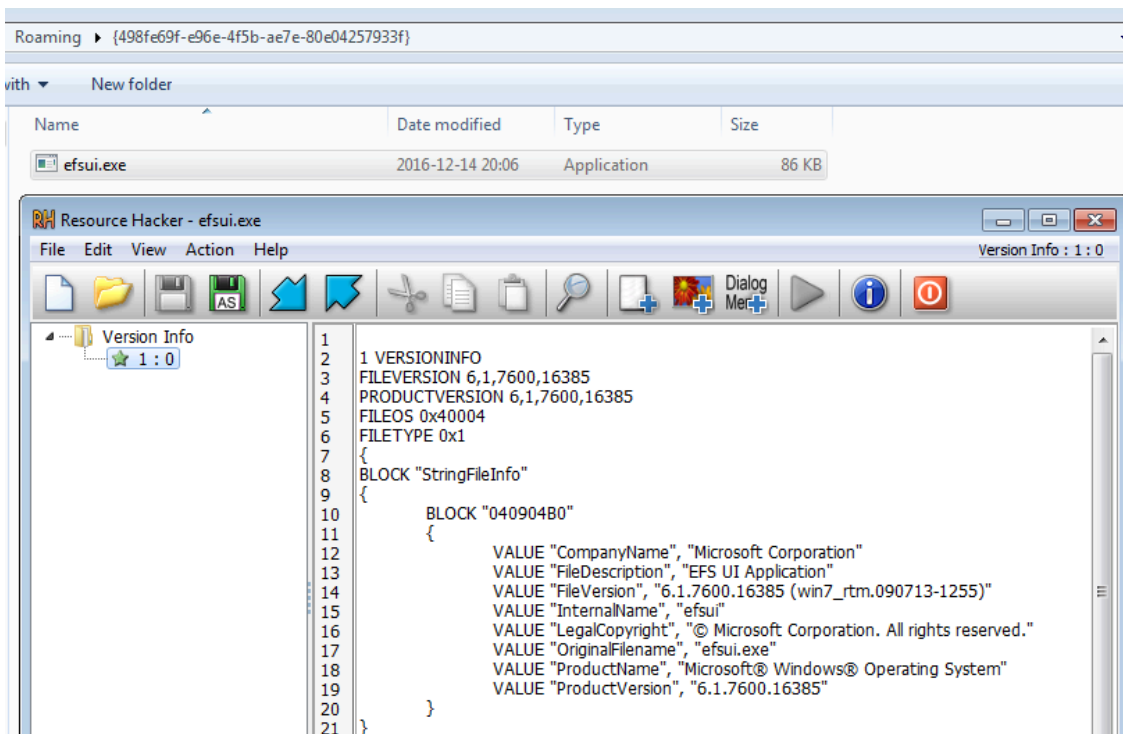 Roaming ▸ {498fe69f-e96e-4f5b-ae7e-80e04257933f}
with New folder
Name Date modified Type Size
efsui.exe 2016-12-14 20:06 Application 86 KB
RH Resource Hacker - efsui.exe
File Edit View Action Help Version Info : 1 : 0
AS Dialog
Version Info
1 : 0
1
2 1 VERSIONINFO
3 FILEVERSION 6,1,7600,16385
4 PRODUCTVERSION 6,1,7600,16385
5 FILEOS 0x40004
6 FILETYPE 0x1
7 {
8 BLOCK "StringFileInfo"
9 {
10 BLOCK "040904B0"
11 {
12 VALUE "CompanyName", "Microsoft Corporation"
13 VALUE "FileDescription", "EFS UI Application"
14 VALUE "FileVersion", "6.1.7600.16385 (win7_rtm.090713-1255)"
15 VALUE "InternalName", "efsui"
16 VALUE "LegalCopyright", "© Microsoft Corporation. All rights reserved."
17 VALUE "OriginalFilename", "efsui.exe"
18 VALUE "ProductName", "Microsoft® Windows® Operating System"
19 VALUE "ProductVersion", "6.1.7600.16385"
20 }
21 }